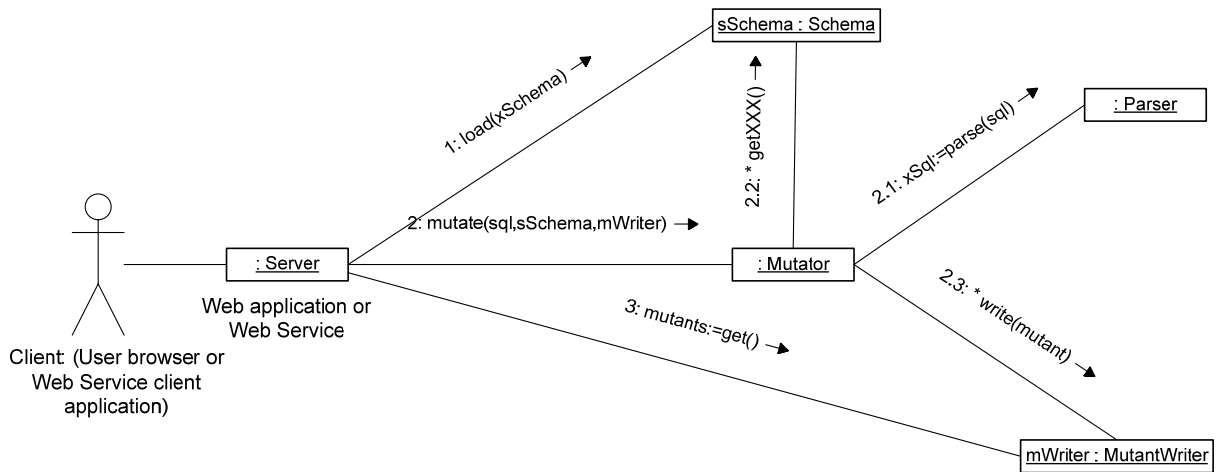 sSchema : Schema
1: load(xSchema)
2.2: * getXXX()
2.1: xSql:=parse(sql)
: Parser
2: mutate(sql,sSchema,mWriter)
: Server
: Mutator
Web application or
Web Service
2.3: * write(mutant)
3: mutants:=get()
Client: (User browser or
Web Service client
application)
mWriter : MutantWriter